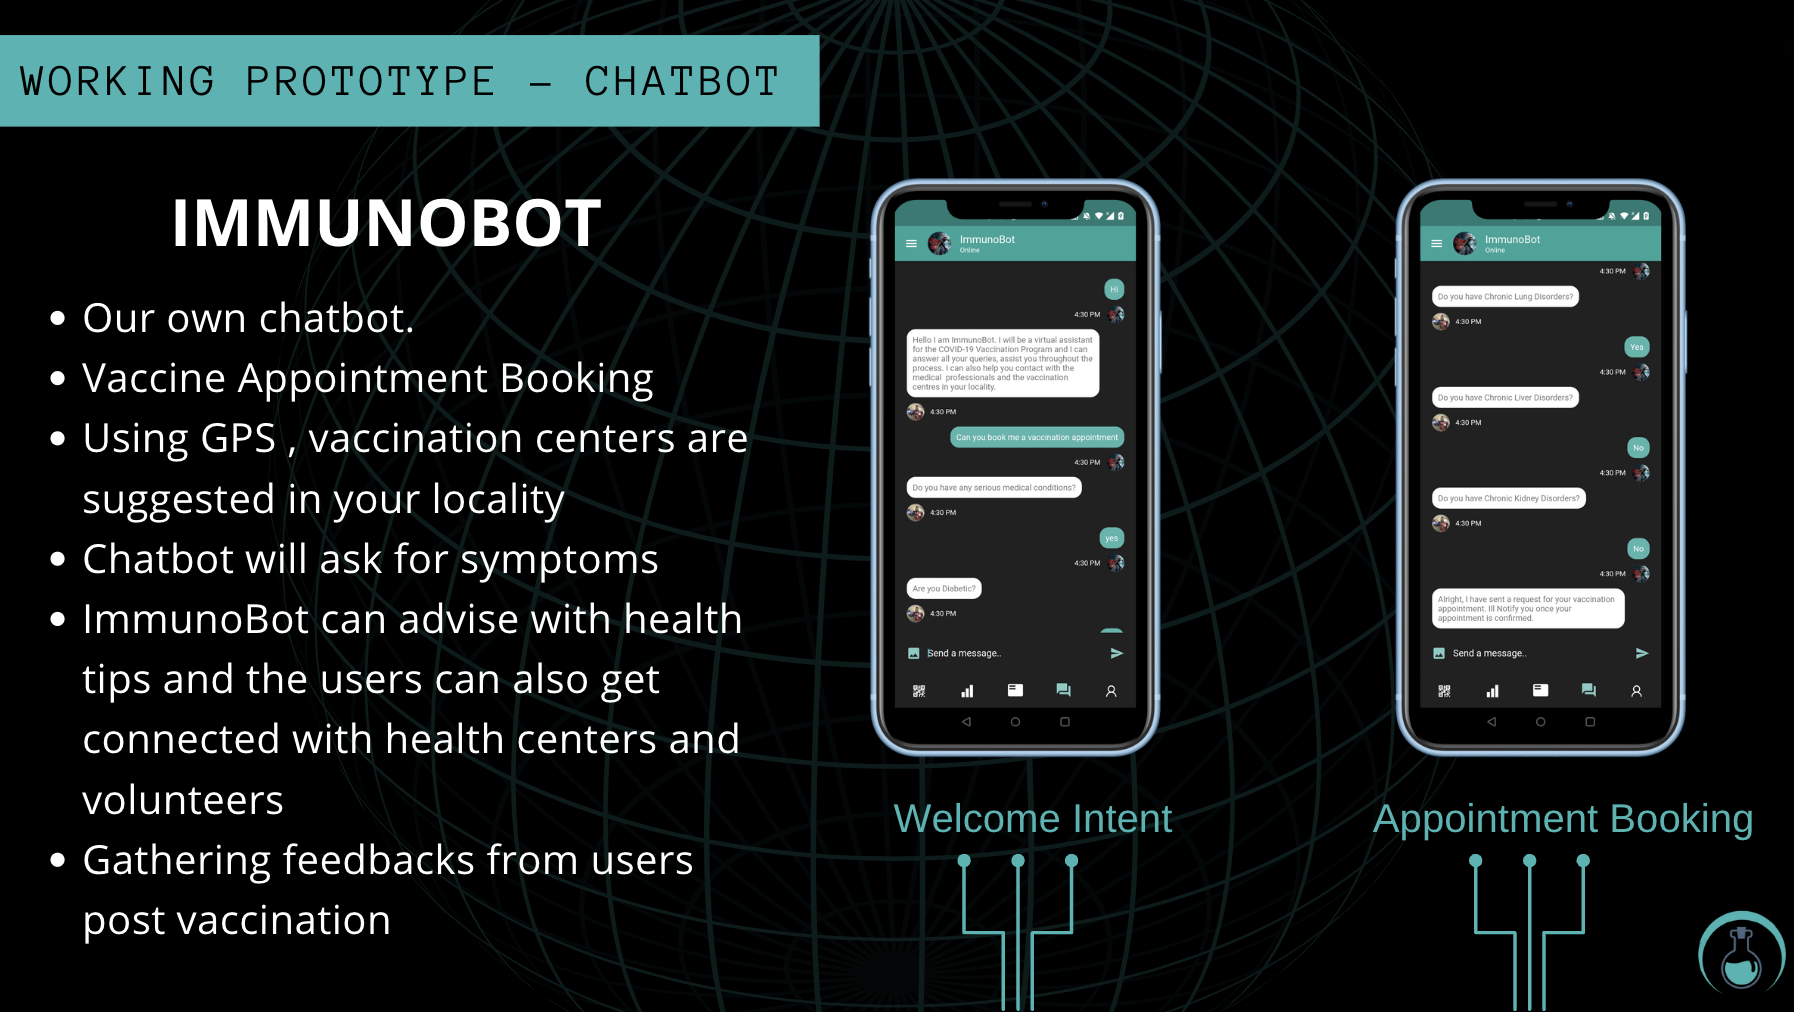 WORKING PROTOTYPE - CHATBOT
IMMUNOBOT
Our own chatbot.
Vaccine Appointment Booking
Using GPS , vaccination centers are
suggested in your locality
Chatbot will ask for symptoms
ImmunoBot can advise with health
tips and the users can also get
connected with health centers and
volunteers
Gathering feedbacks from users
post vaccination
ImmunoBot
Online
Hi
4:30 PM
Hello I am ImmunoBot. I will be a virtual assistant
for the COVID-19 Vaccination Program and I can
answer all your queries, assist you throughout the
process. I can also help you contact with the
medical professionals and the vaccination
centres in your locality.
4:30 PM
Can you book me a vaccination appointment
4:30 PM
Do you have any serious medical conditions?
4:30 PM
yes
4:30 PM
Are you Diabetic?
4:30 PM
Send a message..
Welcome Intent
ImmunoBot
Online
4:30 PM
Do you have Chronic Lung Disorders?
4:30 PM
Yes
4:30 PM
Do you have Chronic Liver Disorders?
4:30 PM
No
4:30 PM
Do you have Chronic Kidney Disorders?
4:30 PM
No
4:30 PM
Alright, I have sent a request for your vaccination
appointment. Ill Notify you once your
appointment is confirmed.
Send a message..
Appointment Booking